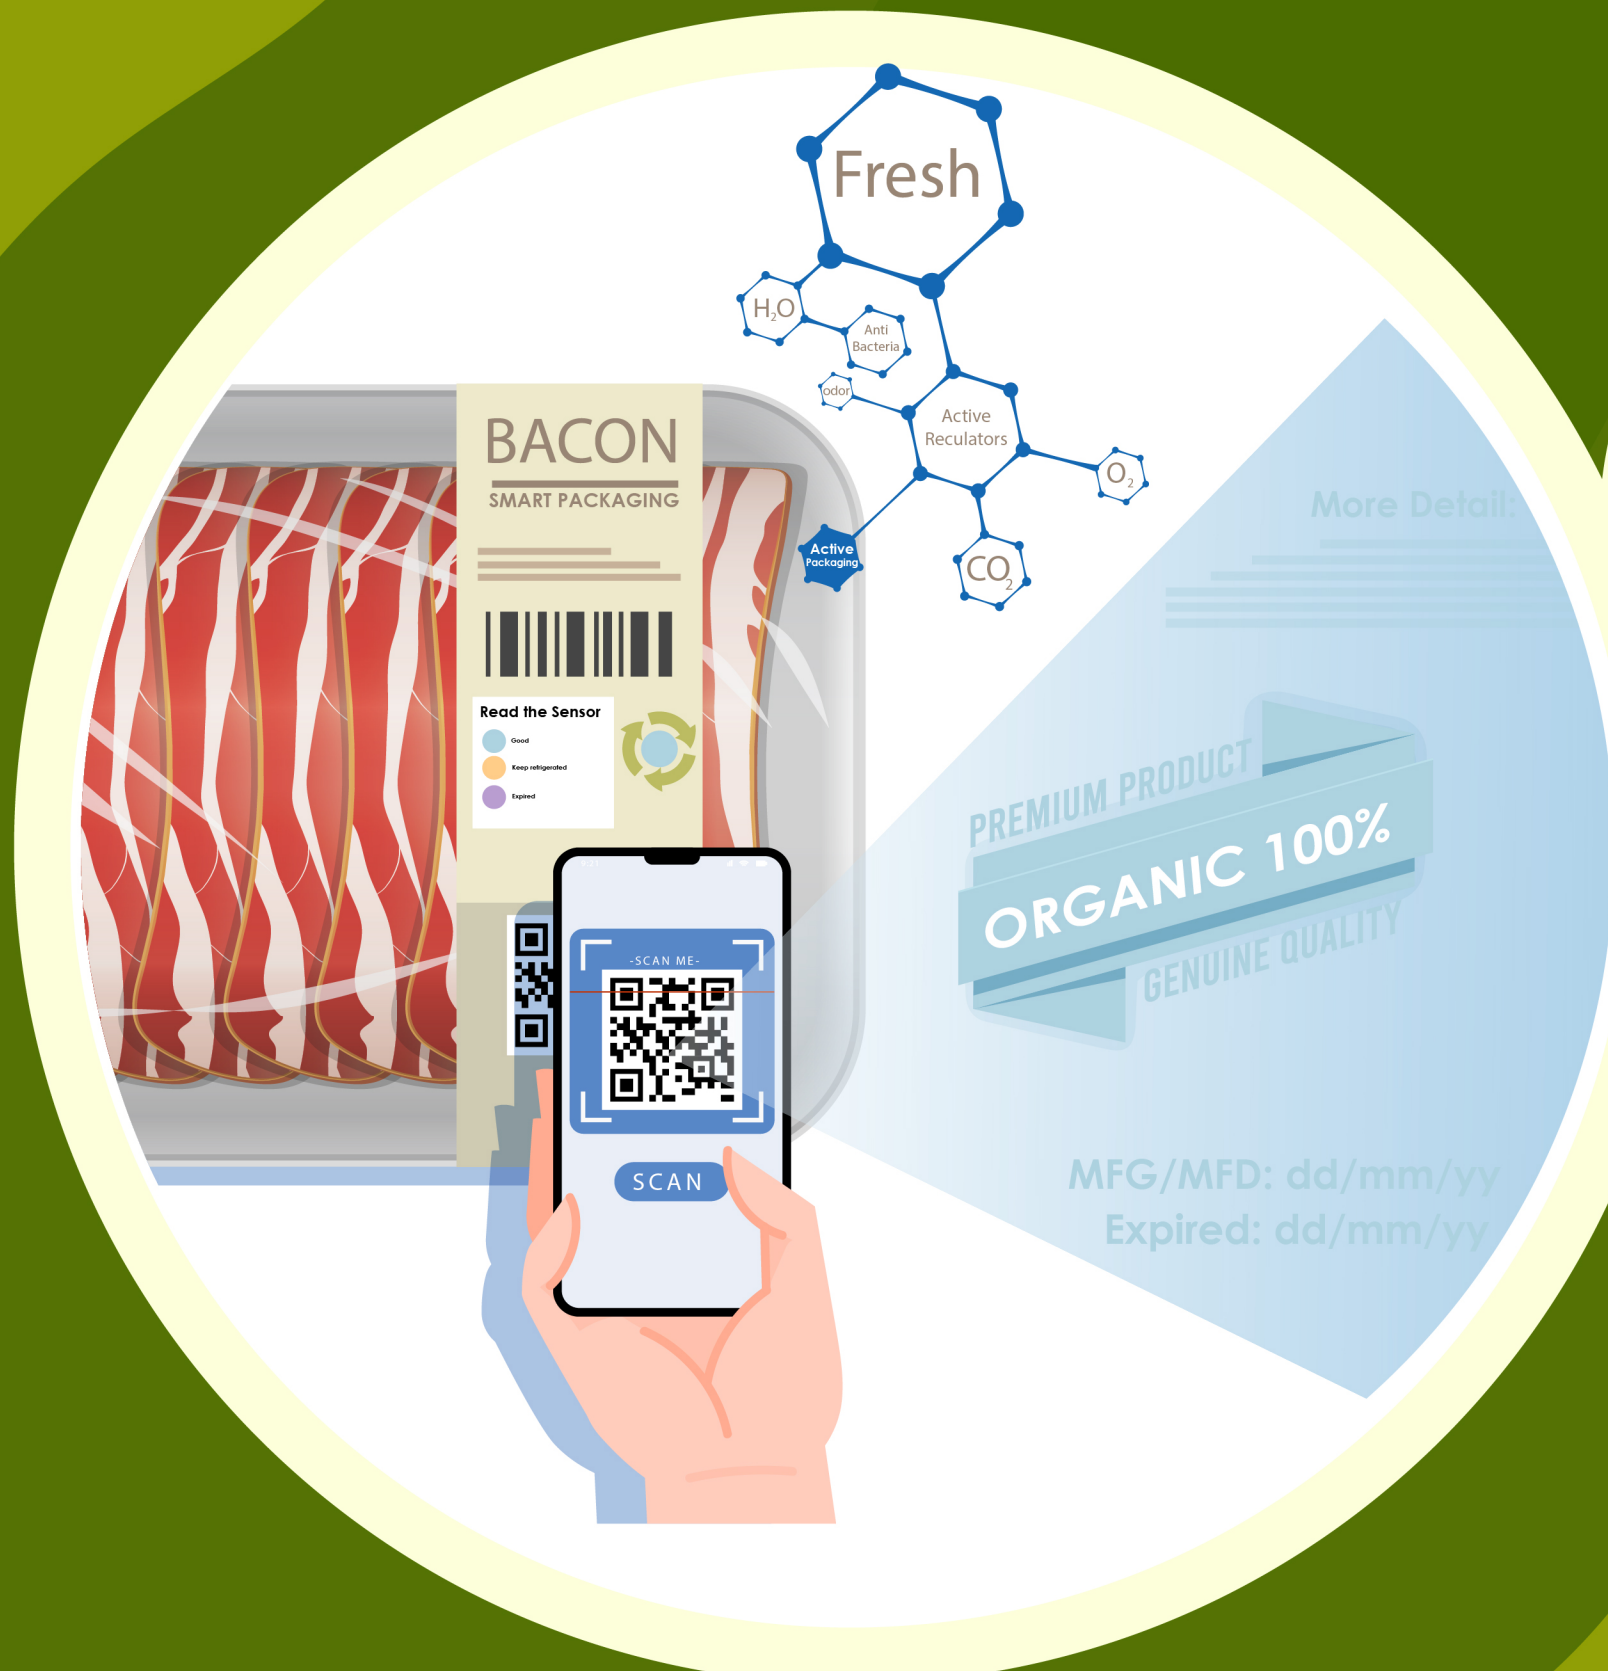 Fresh
H₂O
Anti
Bacteria
odor
Active
Reculators
O₂
CO₂
Active
Packaging
BACON
SMART PACKAGING
Read the Sensor
Good
Keep refrigerated
Expired
-SCAN ME-
SCAN
More Detail:
PREMIUM PRODUCT
ORGANIC 100%
GENUINE QUALITY
MFG/MFD: dd/mm/yy
Expired: dd/mm/yy